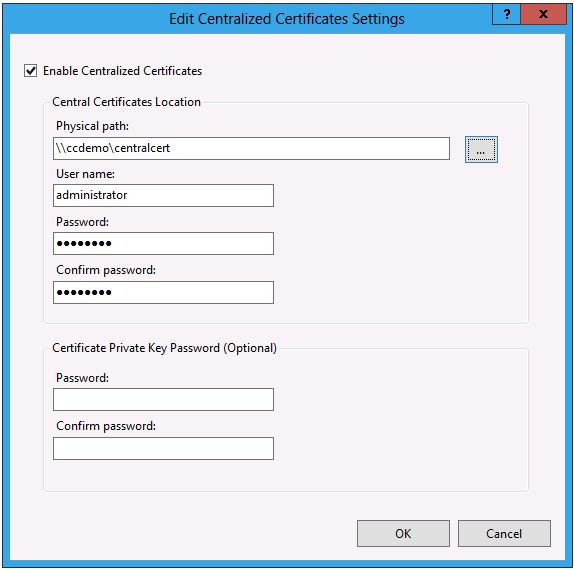 Edit Centralized Certificates Settings
?
x
Enable Centralized Certificates
Central Certificates Location
Physical path:
\\ccdemo\centralcert
...
User name:
administrator
Password:
●●●●●●●●
Confirm password:
●●●●●●●●
Certificate Private Key Password (Optional)
Password:
Confirm password:
OK
Cancel